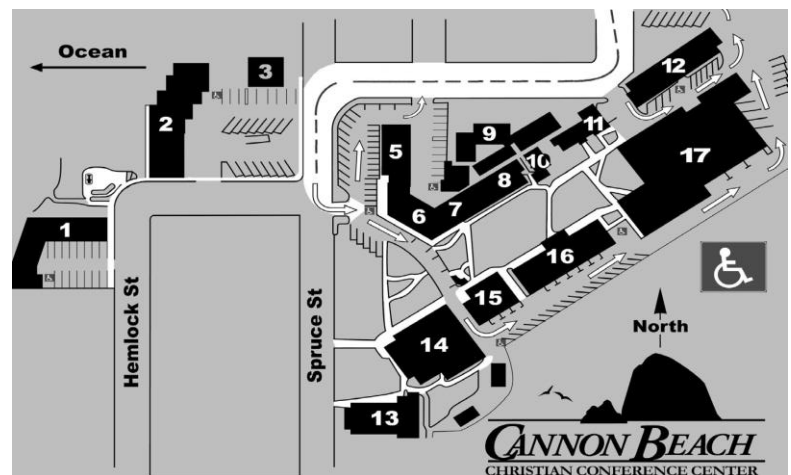 Ocean
3
12
2
11
9
5
10
17
8
7
6
1
16
15
North
14
Hemlock St
Spruce St
13
CANNON BEACH
CHRISTIAN CONFERENCE CENTER